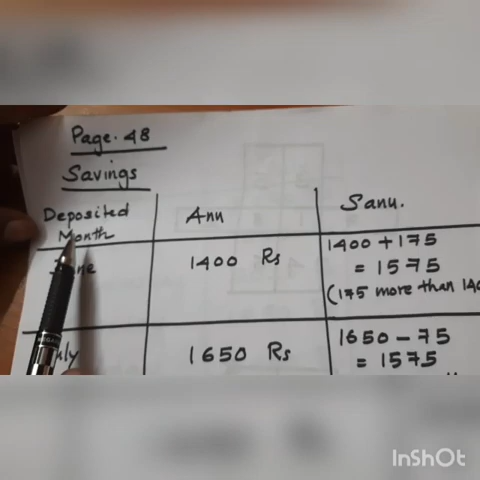 Page. 48
Savings
Deposited Month
Ann
Sanu.
1400 Rs
1400 + 175
= 1575
(175 more than 140
1650 Rs
1650 - 75
= 1575
InShOt